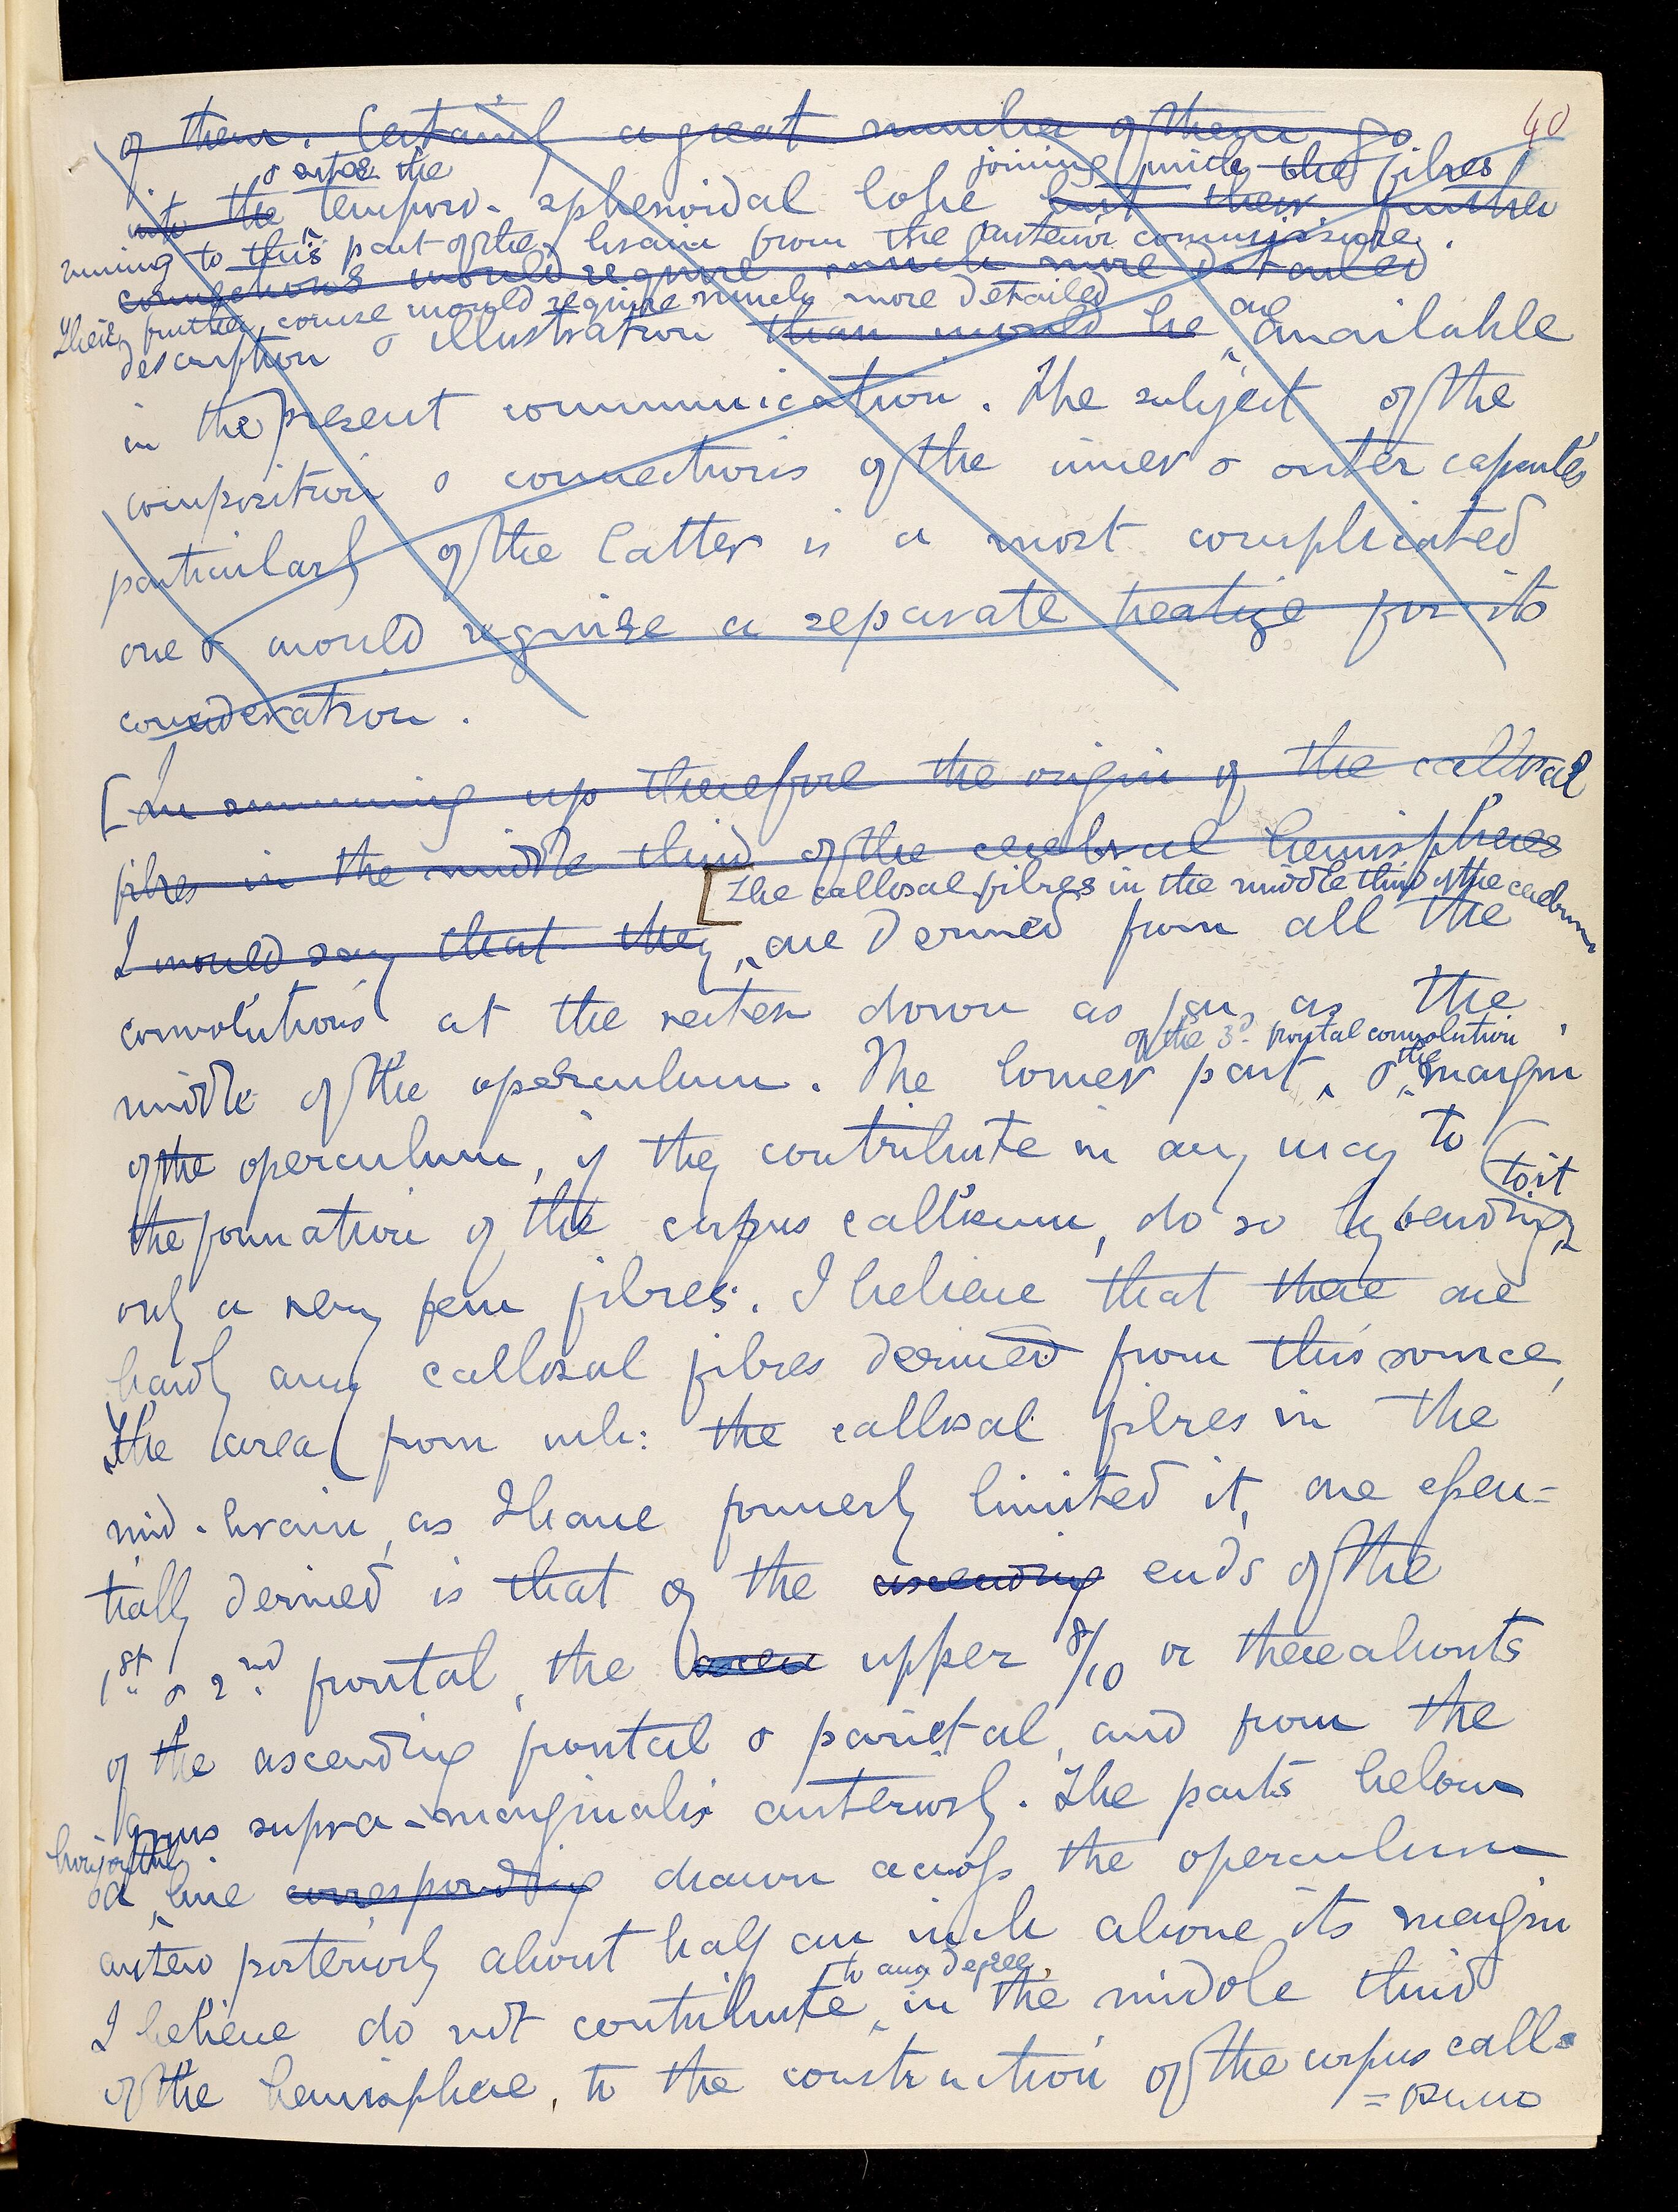 40
of them. Certainly a great number of them go
& enter the joining with the fibres
into the temporo-sphenoidal lobe but their further
running to this part of the brain from the anterior commissure.
connections would require much more detailed
Their further course would require much more detailed
description & illustration than would be are available
in the present communication. The subject of the
composition & connections of the inner & outer capsules
particularly of the latter is a most complicated
one & would require a separate treatize for its
consideration.
[In summing up therefore the origin of the callosal
fibres in the middle third of the cerebral hemispheres
[The callosal fibres in the middle third of the cerebrum
I would say that they are derived from all the
convolutions at the vertex down as far as the
of the 3rd frontal convolution
middle of the operculum. The lower part, & the margin
of the operculum, if they contribute in any way to
to it
the formation of the corpus callosum, do so by sending
only a very few fibres. I believe that there are
hardly any callosal fibres derived from this source,
The area from wh: the callosal fibres in the
mid-brain, as I have formerly limited it, are essen=
tially derived is that of the ascending ends of the
1st & 2nd frontal, the area upper 8/10 or thereabouts
of the ascending frontal & parietal, and from the
gyrus supra-marginalis anteriorly. The parts below
horizontal
a line corresponding drawn across the operculum
antero posteriorly about half an inch above its margin
to any degree,
I believe do not contribute, in the middle third
of the hemisphere, to the construction of the corpus call=
=osum